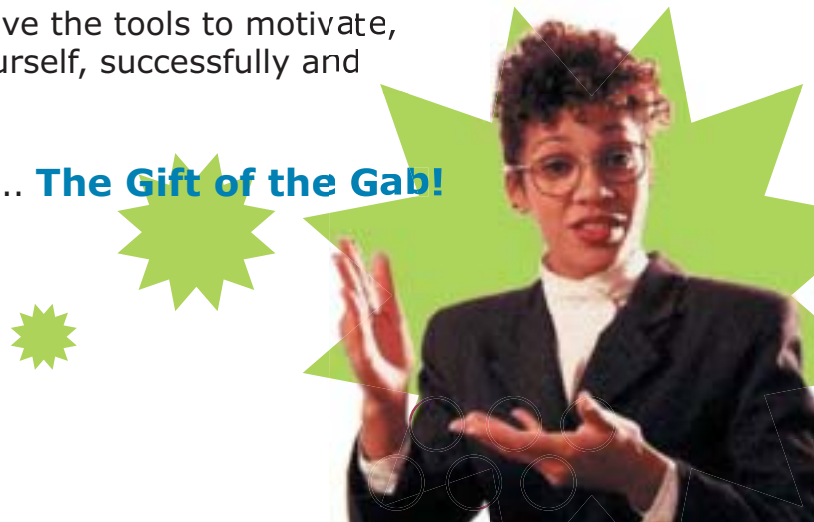 ve the tools to motivate,
urself, successfully and
.. The Gift of the Gab!